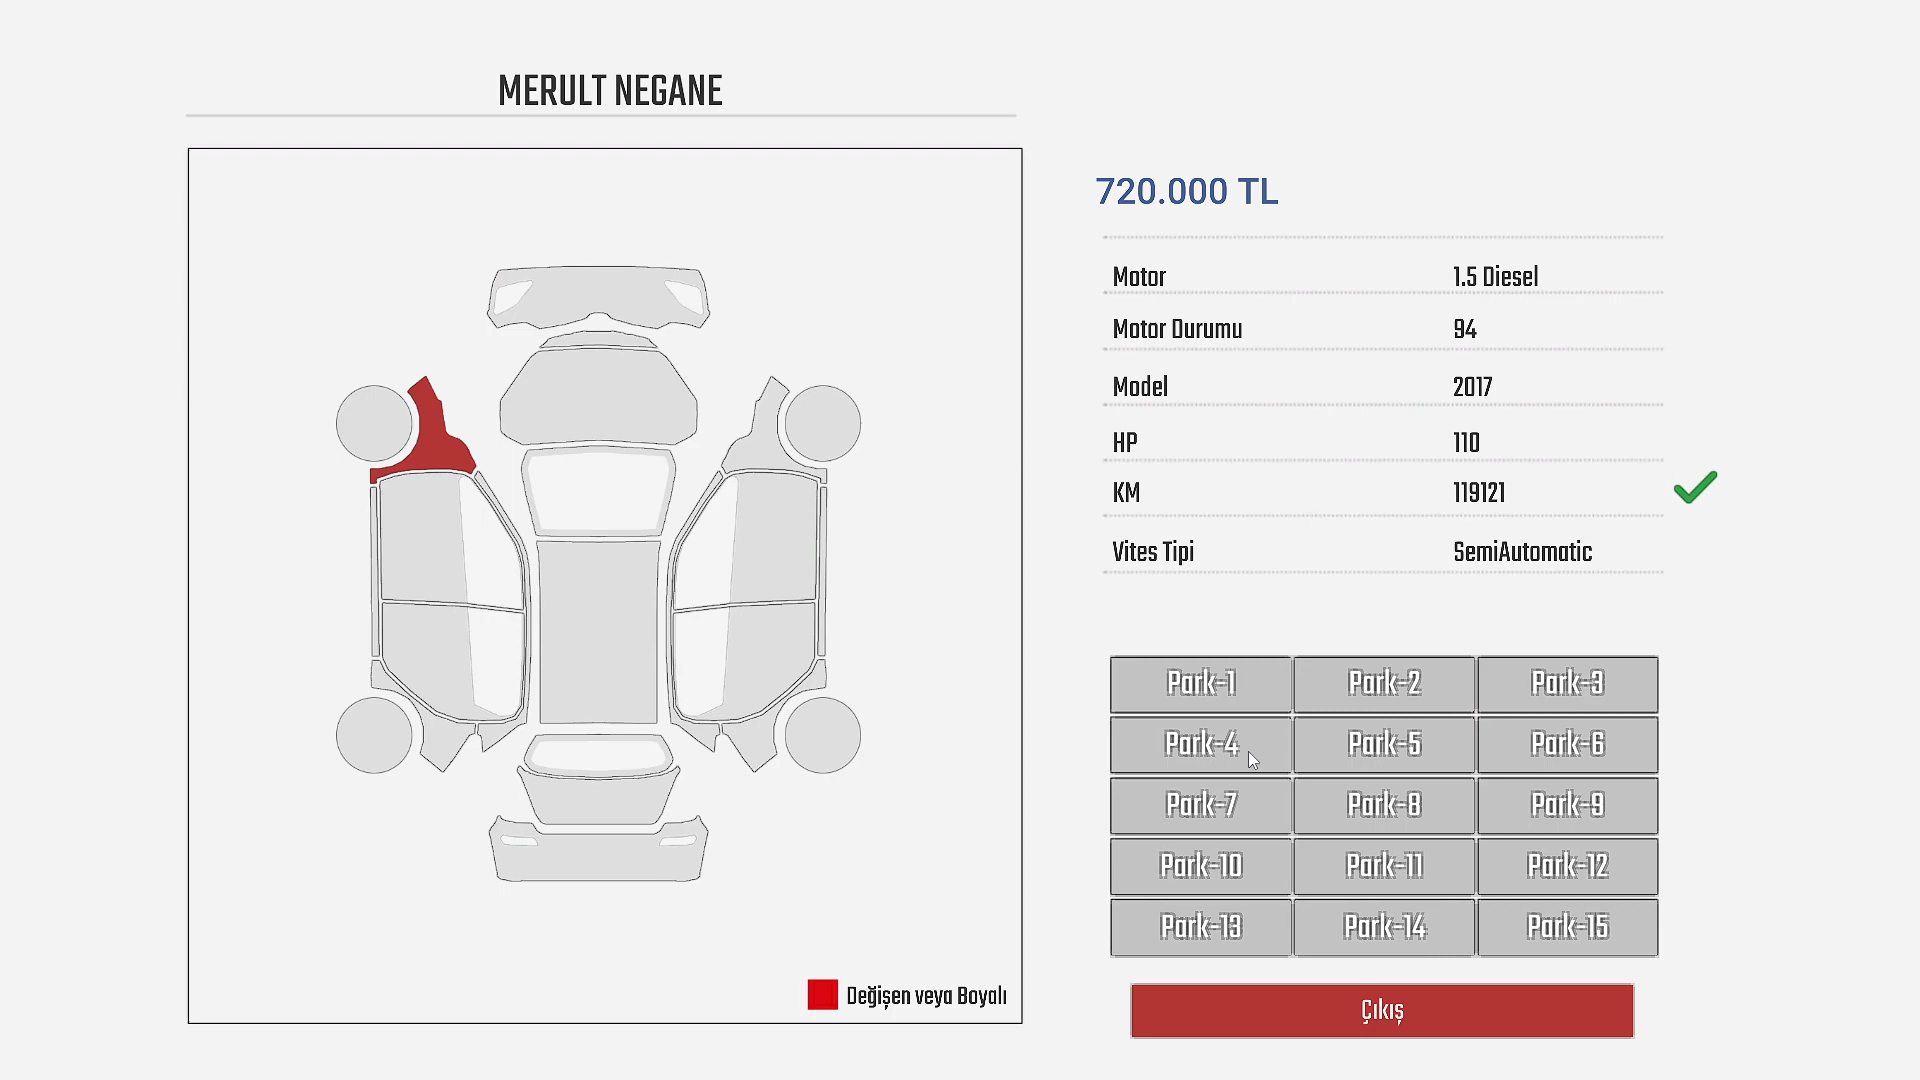 MERULT NEGANE
720.000 TL
Motor 1.5 Diesel
Motor Durumu 94
Model 2017
HP 110
KM 119121
Vites Tipi SemiAutomatic
Park-1 Park-2 Park-3
Park-4 Park-5 Park-6
Park-7 Park-8 Park-9
Park-10 Park-11 Park-12
Park-13 Park-14 Park-15
Değişen veya Boyalı
Çıkış